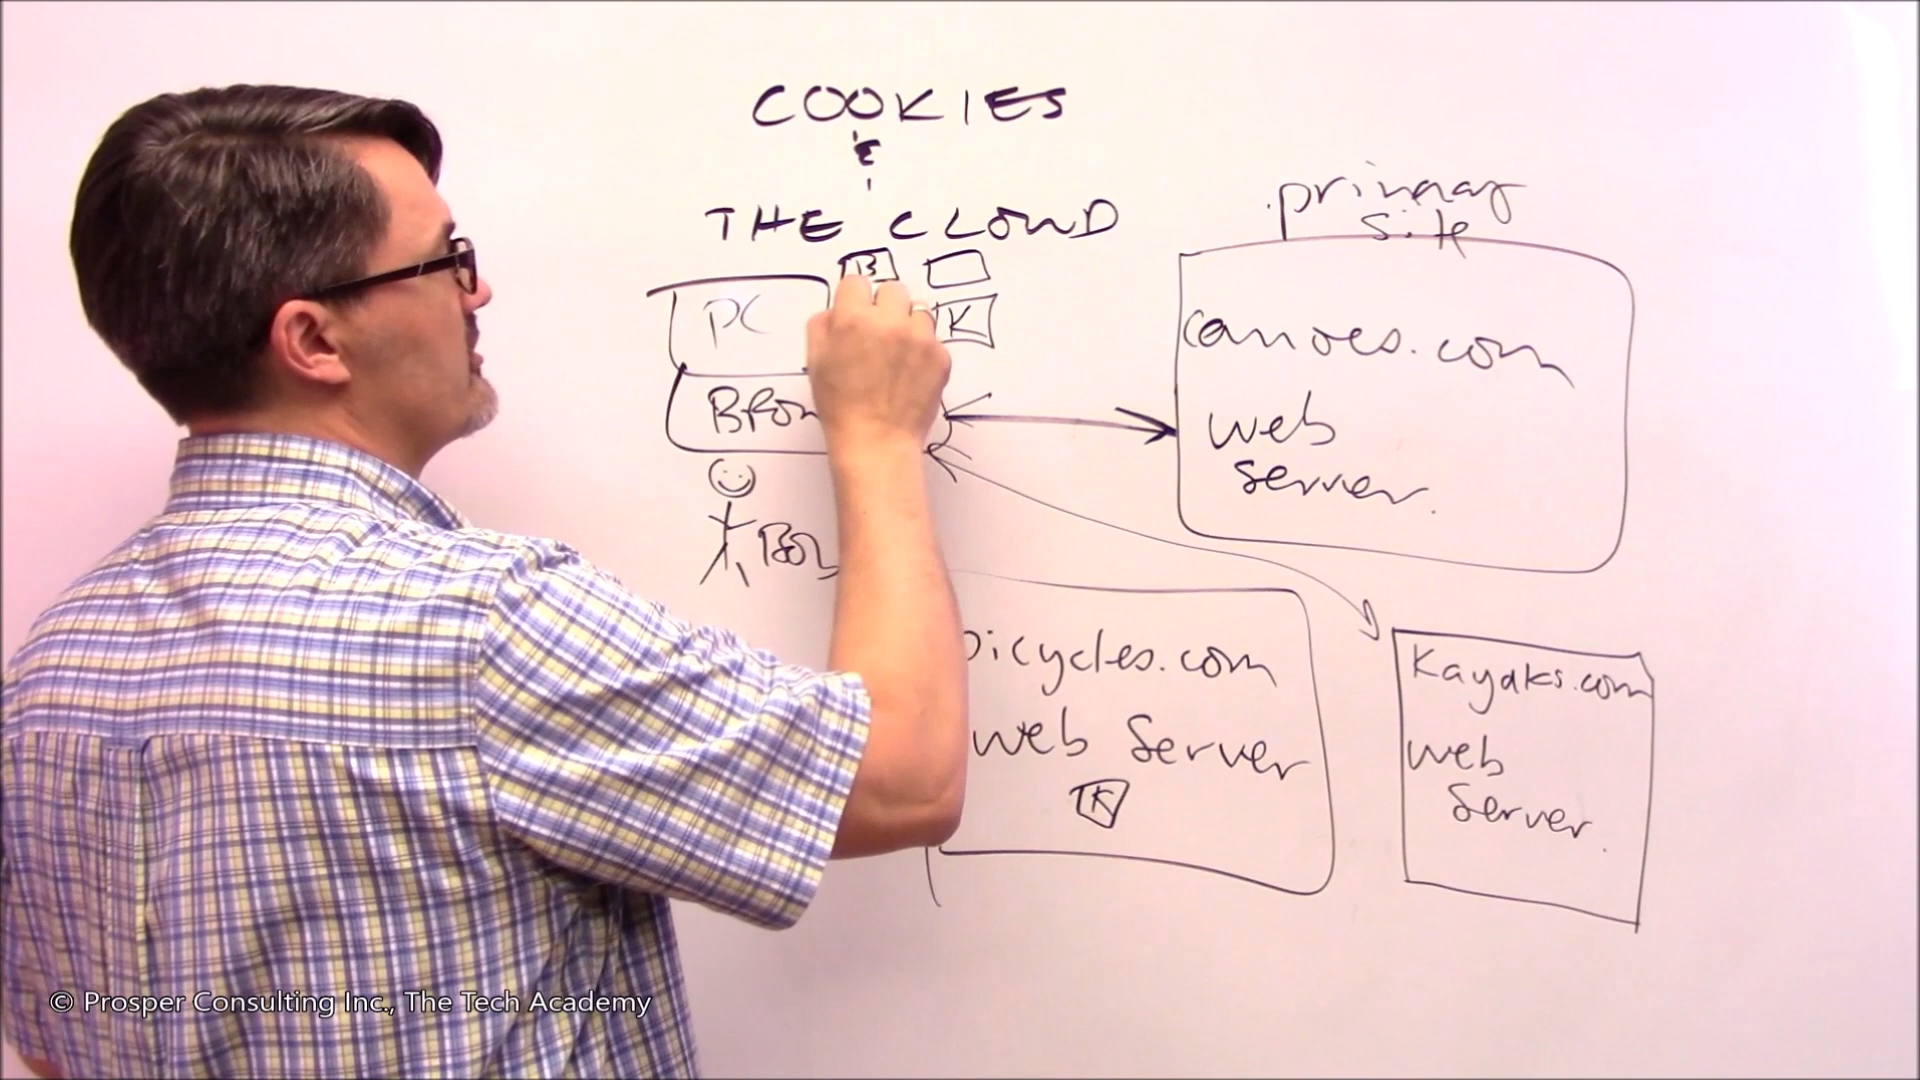 COOKIES
&
THE CLOUD
primary
site
B
PC
K
canoes.com
web
server.
Bob
bicycles.com
web Server
K
Kayaks.com
web
Server.
© Prosper Consulting Inc., The Tech Academy